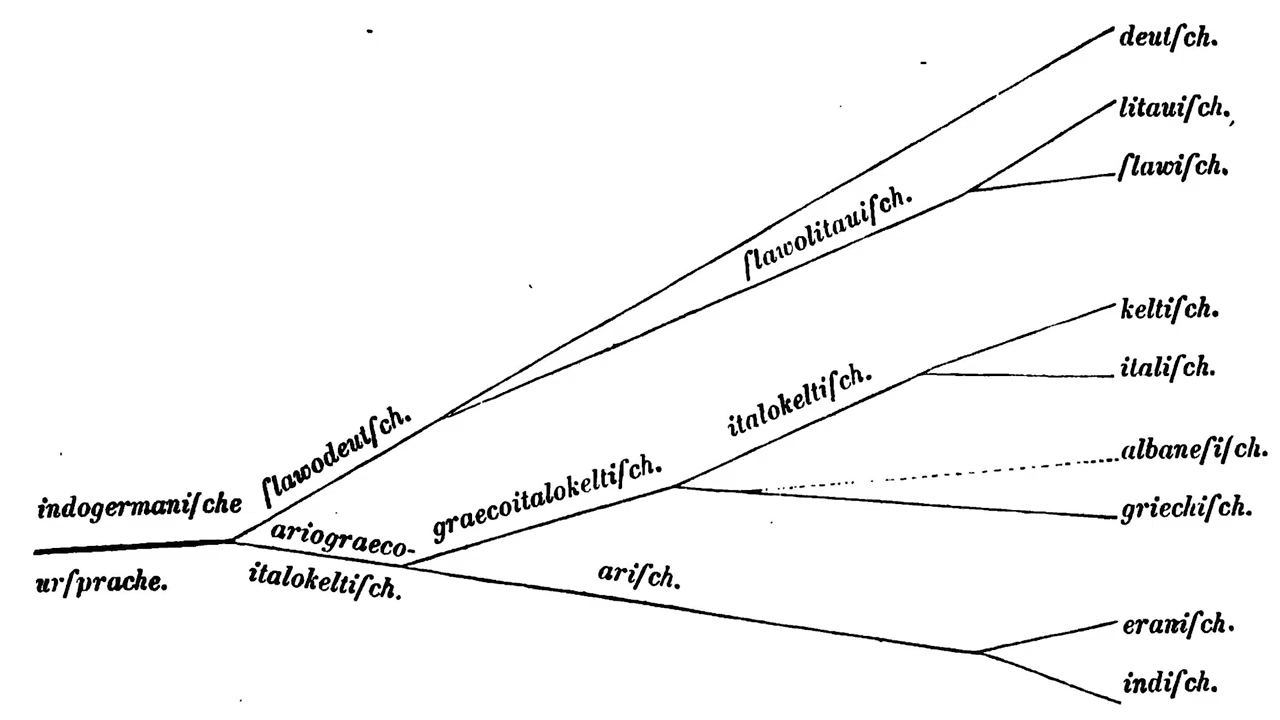 deutſch.
litauiſch.
ſlawiſch.
ſlawolitauiſch.
keltiſch.
italiſch.
italokeltiſch.
albaneſiſch.
ſlawodeutſch.
graecoitalokeltiſch.
griechiſch.
indogermaniſche
urſprache.
ariograeco-
italokeltiſch.
ariſch.
eraniſch.
indiſch.